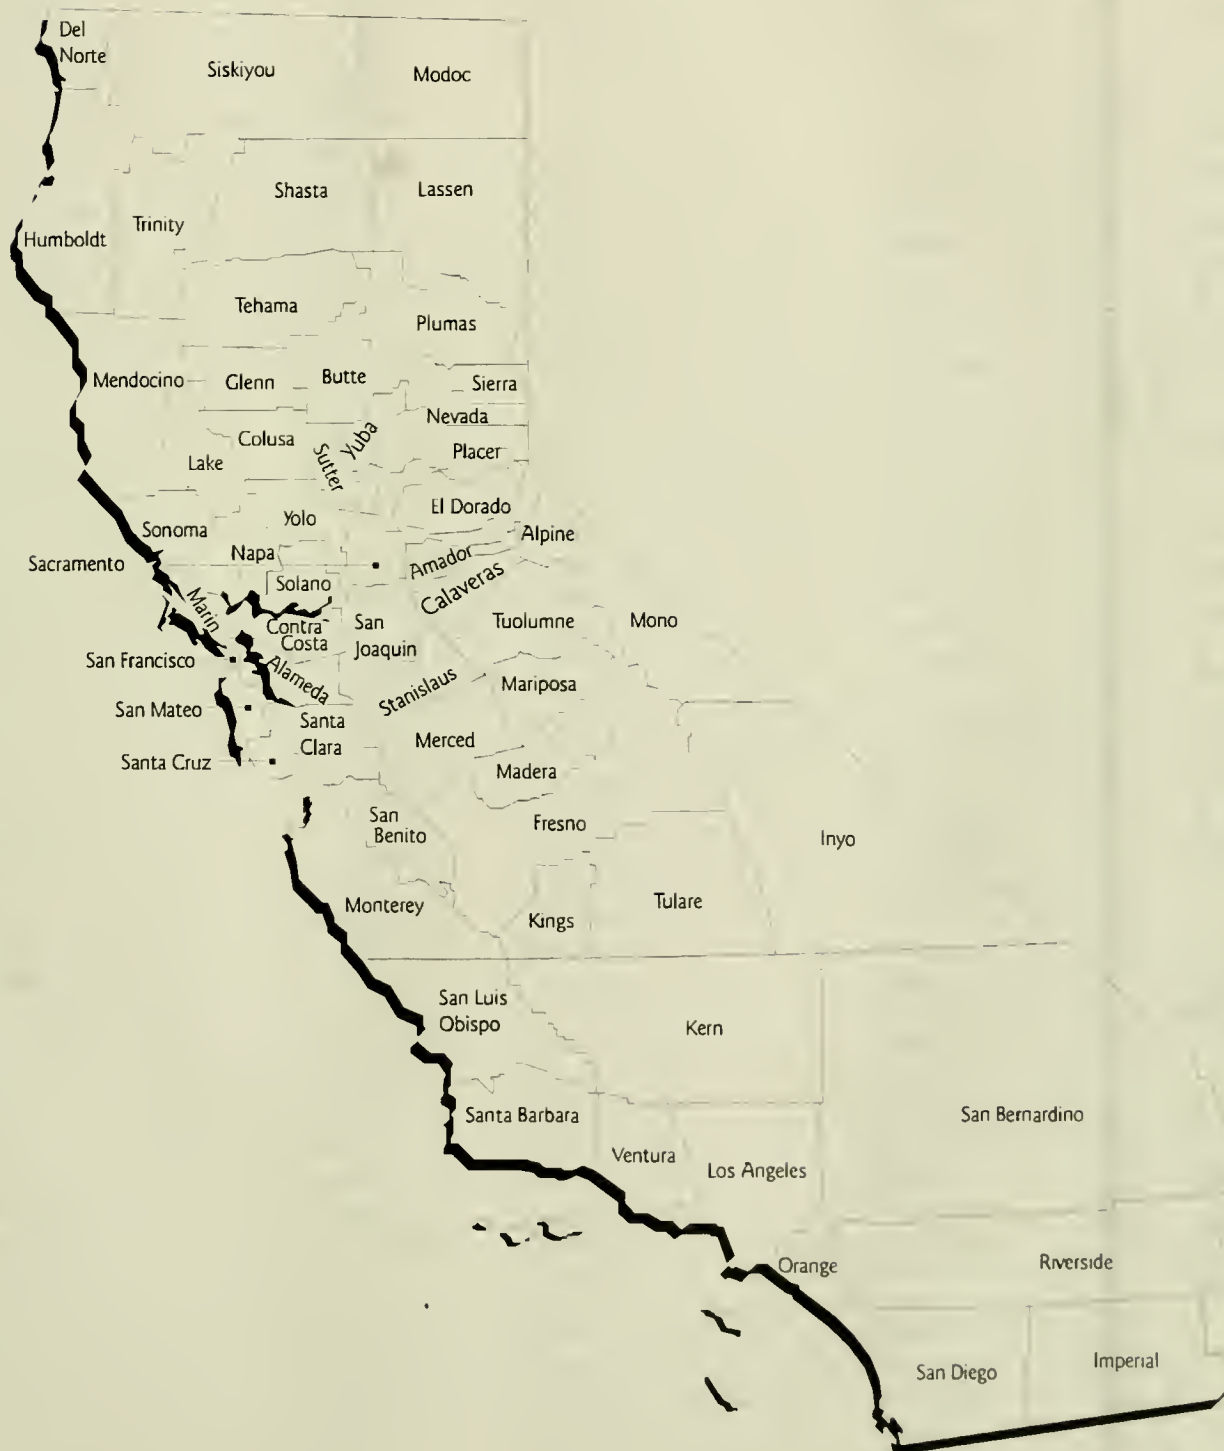 Del
Norte
Siskiyou
Modoc
Shasta
Lassen
Trinity
Humboldt
Tehama
Plumas
Mendocino
Glenn
Butte
Sierra
Nevada
Colusa
Yuba
Sutter
Placer
Lake
El Dorado
Yolo
Sonoma
Alpine
Napa
Sacramento
Amador
Solano
Calaveras
Marin
Contra
Costa
San
Joaquin
Tuolumne
Mono
San Francisco
Alameda
Stanislaus
Mariposa
San Mateo
Santa
Clara
Merced
Santa Cruz
Madera
San
Benito
Fresno
Inyo
Monterey
Kings
Tulare
San Luis
Obispo
Kern
Santa Barbara
San Bernardino
Ventura
Los Angeles
Orange
Riverside
San Diego
Imperial